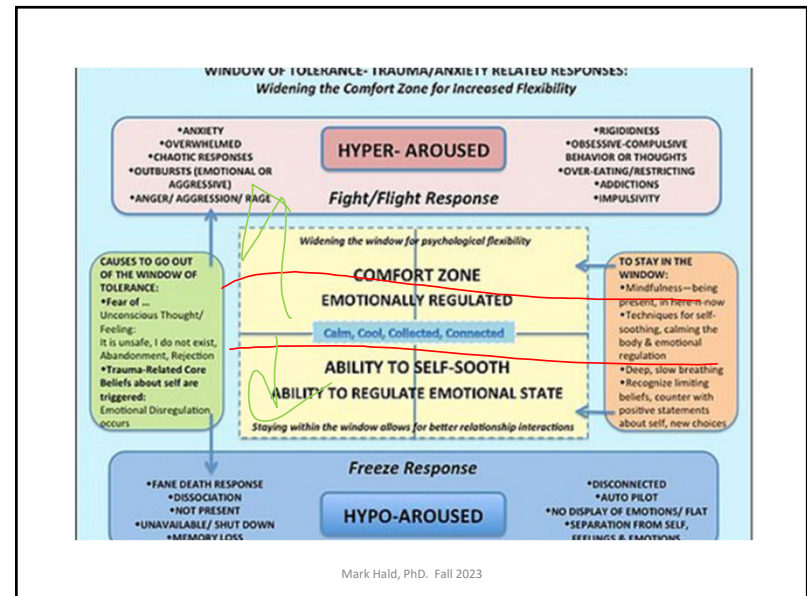 WINDOW OF TOLERANCE- TRAUMA/ANXIETY RELATED RESPONSES:
Widening the Comfort Zone for Increased Flexibility
•ANXIETY
•OVERWHELMED
•CHAOTIC RESPONSES
•OUTBURSTS (EMOTIONAL OR
AGGRESSIVE)
•ANGER/ AGGRESSION/ RAGE
HYPER- AROUSED
Fight/Flight Response
•RIGIDIDNESS
•OBSESSIVE-COMPULSIVE
BEHAVIOR OR THOUGHTS
•OVER-EATING/RESTRICTING
•ADDICTIONS
•IMPULSIVITY
CAUSES TO GO OUT
OF THE WINDOW OF
TOLERANCE:
•Fear of ...
Unconscious Thought/
Feeling:
It is unsafe, I do not exist,
Abandonment, Rejection
•Trauma-Related Core
Beliefs about self are
triggered:
Emotional Disregulation
occurs
Widening the window for psychological flexibility
COMFORT ZONE
EMOTIONALLY REGULATED
Calm, Cool, Collected, Connected
ABILITY TO SELF-SOOTH
ABILITY TO REGULATE EMOTIONAL STATE
Staying within the window allows for better relationship interactions
TO STAY IN THE
WINDOW:
•Mindfulness—being
present, in here-n-now
•Techniques for self-
soothing, calming the
body & emotional
regulation
•Deep, slow breathing
•Recognize limiting
beliefs, counter with
positive statements
about self, new choices
Freeze Response
•FANE DEATH RESPONSE
•DISSOCIATION
•NOT PRESENT
•UNAVAILABLE/ SHUT DOWN
•MEMORY LOSS
HYPO-AROUSED
•DISCONNECTED
•AUTO PILOT
•NO DISPLAY OF EMOTIONS/ FLAT
•SEPARATION FROM SELF,
FEELINGS & EMOTIONS
Mark Hald, PhD. Fall 2023